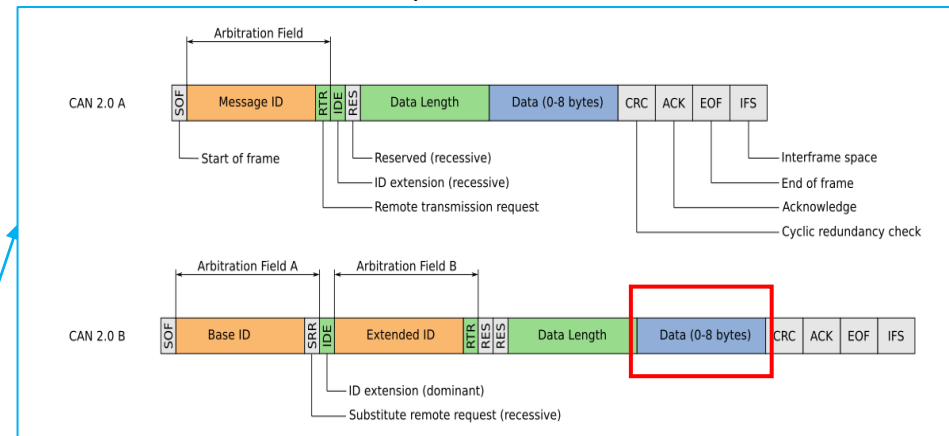 Arbitration Field
CAN 2.0 A
SOF Message ID RTR IDE RES Data Length Data (0-8 bytes) CRC ACK EOF IFS
Start of frame
Reserved (recessive)
Interframe space
ID extension (recessive)
End of frame
Remote transmission request
Acknowledge
Cyclic redundancy check
Arbitration Field A Arbitration Field B
CAN 2.0 B
SOF Base ID SRR IDE Extended ID RTR RES RES Data Length Data (0-8 bytes) CRC ACK EOF IFS
ID extension (dominant)
Substitute remote request (recessive)